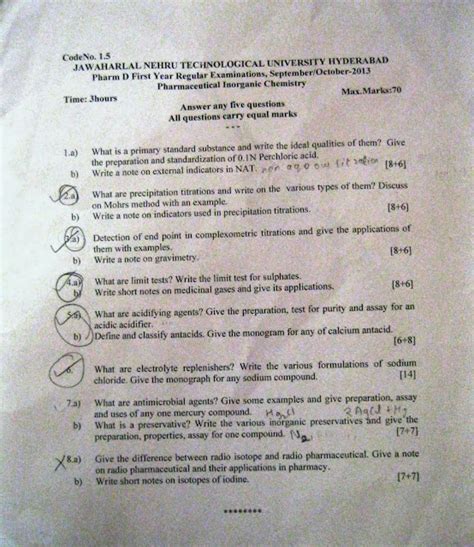 CodeNo. 1.5
JAWAHARLAL NEHRU TECHNOLOGICAL UNIVERSITY HYDERABAD
Pharm D First Year Regular Examinations, September/October-2013
Pharmaceutical Inorganic Chemistry
Time: 3hours Max.Marks:70
Answer any five questions
All questions carry equal marks
---
1.a) What is a primary standard substance and write the ideal qualities of them? Give
the preparation and standardization of 0.1N Perchloric acid.
b) Write a note on external indicators in NAT. non aqueous titration [8+6]
2.a) What are precipitation titrations and write on the various types of them? Discuss
on Mohrs method with an example.
b) Write a note on indicators used in precipitation titrations. [8+6]
3.a) Detection of end point in complexometric titrations and give the applications of
them with examples.
b) Write a note on gravimetry. [8+6]
4.a) What are limit tests? Write the limit test for sulphates.
b) Write short notes on medicinal gases and give its applications. [8+6]
5.a) What are acidifying agents? Give the preparation, test for purity and assay for an
acidic acidifier.
b) Define and classify antacids. Give the monogram for any of calcium antacid.
[6+8]
6. What are electrolyte replenishers? Write the various formulations of sodium
chloride. Give the monograph for any sodium compound. [14]
7.a) What are antimicrobial agents? Give some examples and give preparation, assay
and uses of any one mercury compound.
b) What is a preservative? Write the various inorganic preservatives and give the
preparation, properties, assay for one compound. [7+7]
8.a) Give the difference between radio isotope and radio pharmaceutical. Give a note
on radio pharmaceutical and their applications in pharmacy.
b) Write short notes on isotopes of iodine. [7+7]
********